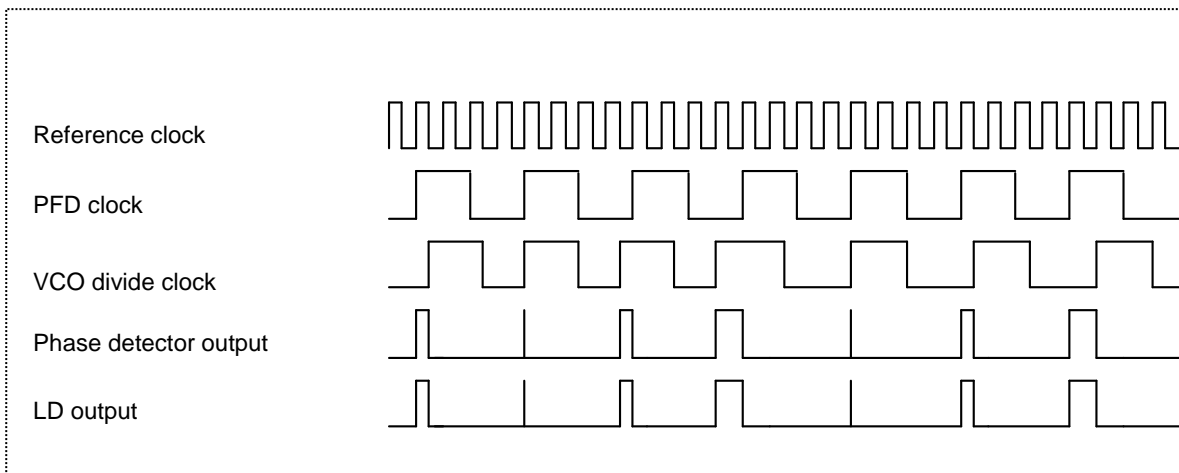 Reference clock
PFD clock
VCO divide clock
Phase detector output
LD output